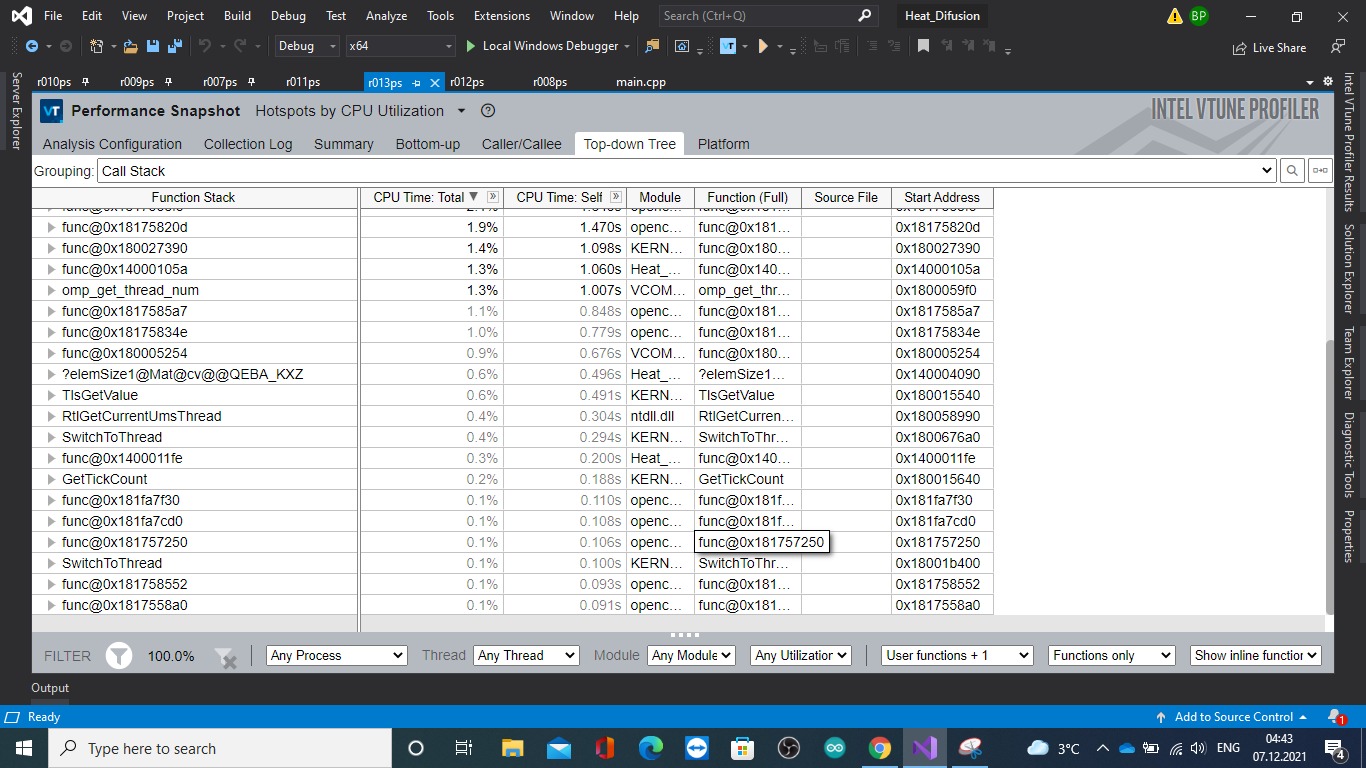 File Edit View Project Build Debug Test Analyze Tools Extensions Window Help Search (Ctrl+Q) Heat_Difusion BP
Debug x64 Local Windows Debugger VT Live Share
r010ps r009ps r007ps r011ps r013ps r012ps r008ps main.cpp
Server Explorer
VT Performance Snapshot Hotspots by CPU Utilization INTEL VTUNE PROFILER
Analysis Configuration Collection Log Summary Bottom-up Caller/Callee Top-down Tree Platform
Grouping: Call Stack
Function Stack CPU Time: Total CPU Time: Self Module Function (Full) Source File Start Address
func@0x18175820d 1.9% 1.470s openc... func@0x181... 0x18175820d
func@0x180027390 1.4% 1.098s KERN... func@0x180... 0x180027390
func@0x14000105a 1.3% 1.060s Heat_... func@0x140... 0x14000105a
omp_get_thread_num 1.3% 1.007s VCOM... omp_get_thr... 0x1800059f0
func@0x1817585a7 1.1% 0.848s openc... func@0x181... 0x1817585a7
func@0x18175834e 1.0% 0.779s openc... func@0x181... 0x18175834e
func@0x180005254 0.9% 0.676s VCOM... func@0x180... 0x180005254
?elemSize1@Mat@cv@@QEBA_KXZ 0.6% 0.496s Heat_... ?elemSize1... 0x140004090
TlsGetValue 0.6% 0.491s KERN... TlsGetValue 0x180015540
RtlGetCurrentUmsThread 0.4% 0.304s ntdll.dll RtlGetCurren... 0x180058990
SwitchToThread 0.4% 0.294s KERN... SwitchToThr... 0x1800676a0
func@0x1400011fe 0.3% 0.200s Heat_... func@0x140... 0x1400011fe
GetTickCount 0.2% 0.188s KERN... GetTickCount 0x180015640
func@0x181fa7f30 0.1% 0.110s openc... func@0x181f... 0x181fa7f30
func@0x181fa7cd0 0.1% 0.108s openc... func@0x181f... 0x181fa7cd0
func@0x181757250 0.1% 0.106s openc... func@0x181757250 0x181757250
SwitchToThread 0.1% 0.100s KERN... SwitchToThr... 0x18001b400
func@0x181758552 0.1% 0.093s openc... func@0x181... 0x181758552
func@0x1817558a0 0.1% 0.091s openc... func@0x181... 0x1817558a0
FILTER 100.0% Any Process Thread Any Thread Module Any Module Any Utilization User functions + 1 Functions only Show inline function
Intel VTune Profiler Results
Solution Explorer
Team Explorer
Diagnostic Tools
Properties
Output
Ready Add to Source Control 1
Type here to search 3°C ENG 04:43
07.12.2021 4